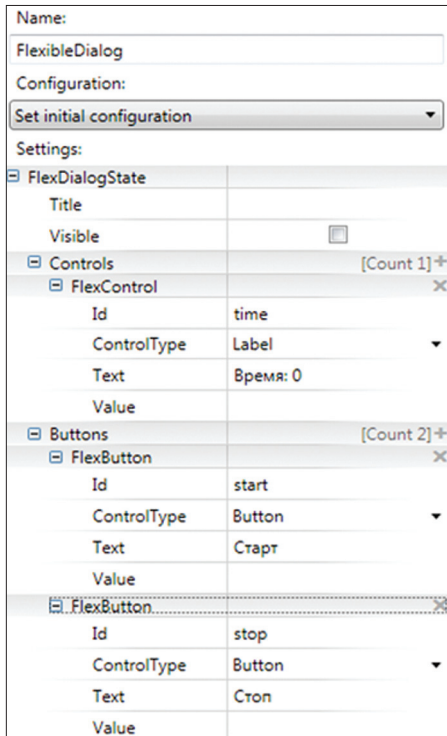 Name:
FlexibleDialog
Configuration:
Set initial configuration
Settings:
FlexDialogState
Title
Visible
Controls [Count 1]
FlexControl
Id time
ControlType Label
Text Время: 0
Value
Buttons [Count 2]
FlexButton
Id start
ControlType Button
Text Старт
Value
FlexButton
Id stop
ControlType Button
Text Стоп
Value